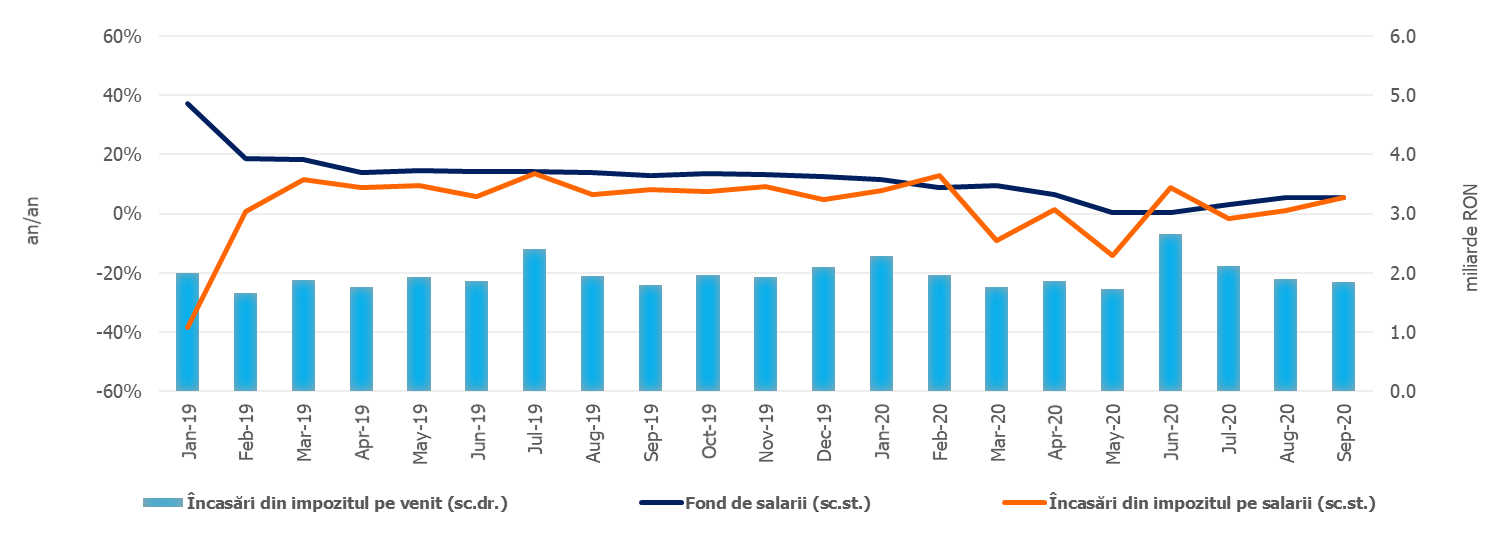 60%
40%
20%
0%
-20%
-40%
-60%
an/an
6.0
5.0
4.0
3.0
2.0
1.0
0.0
miliarde RON
Jan-19
Feb-19
Mar-19
Apr-19
May-19
Jun-19
Jul-19
Aug-19
Sep-19
Oct-19
Nov-19
Dec-19
Jan-20
Feb-20
Mar-20
Apr-20
May-20
Jun-20
Jul-20
Aug-20
Sep-20
Încasări din impozitul pe venit (sc.dr.)
Fond de salarii (sc.st.)
Încasări din impozitul pe salarii (sc.st.)